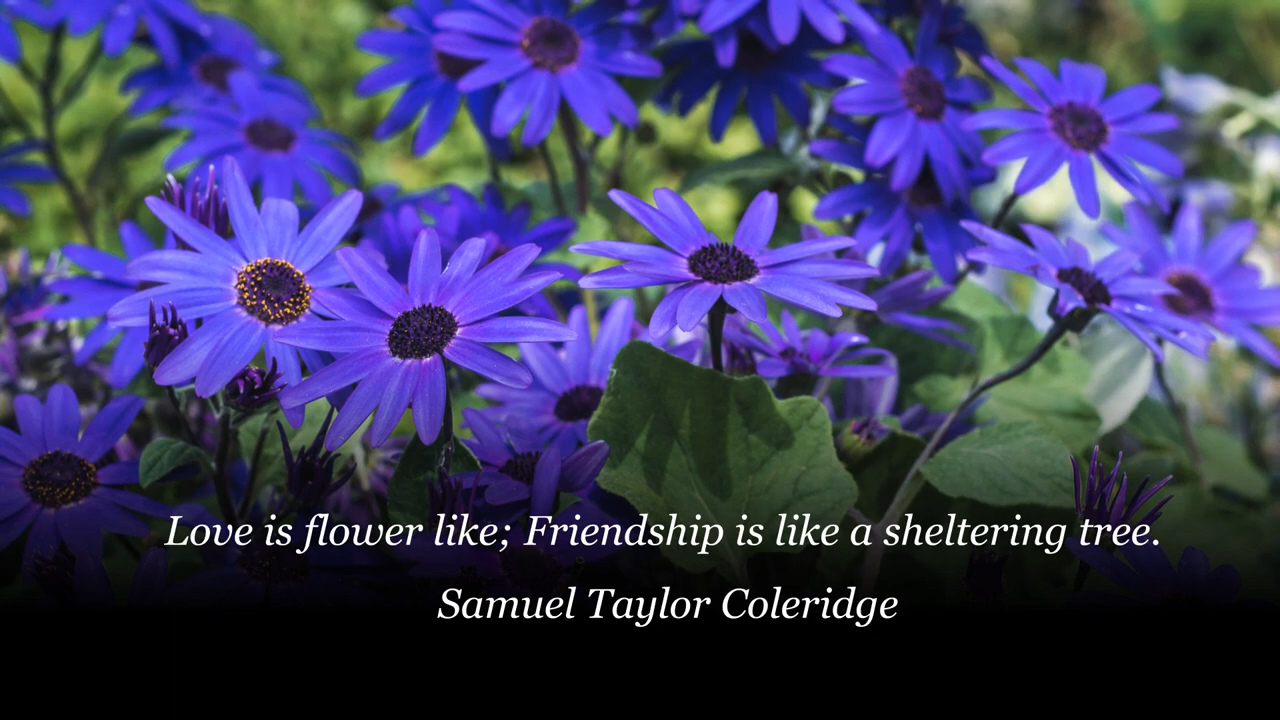 Love is flower like; Friendship is like a sheltering tree.
Samuel Taylor Coleridge